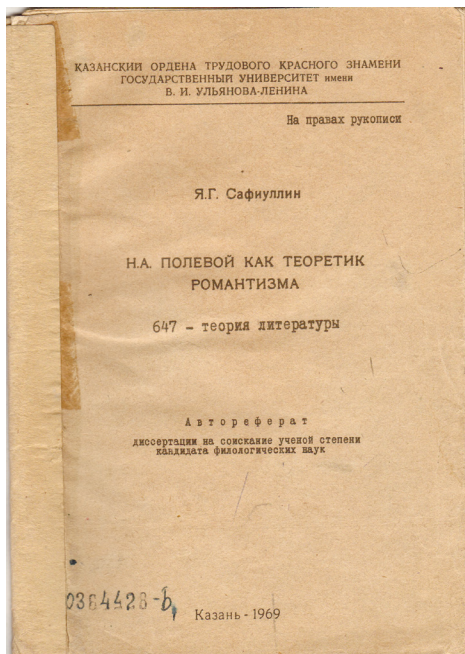 КАЗАНСКИЙ ОРДЕНА ТРУДОВОГО КРАСНОГО ЗНАМЕНИ
ГОСУДАРСТВЕННЫЙ УНИВЕРСИТЕТ имени
В. И. УЛЬЯНОВА-ЛЕНИНА
На правах рукописи
Я.Г. Сафиуллин
Н.А. ПОЛЕВОЙ КАК ТЕОРЕТИК
РОМАНТИЗМА
647 – теория литературы
Автореферат
диссертации на соискание ученой степени
кандидата филологических наук
0364428-Ъ
Казань - 1969